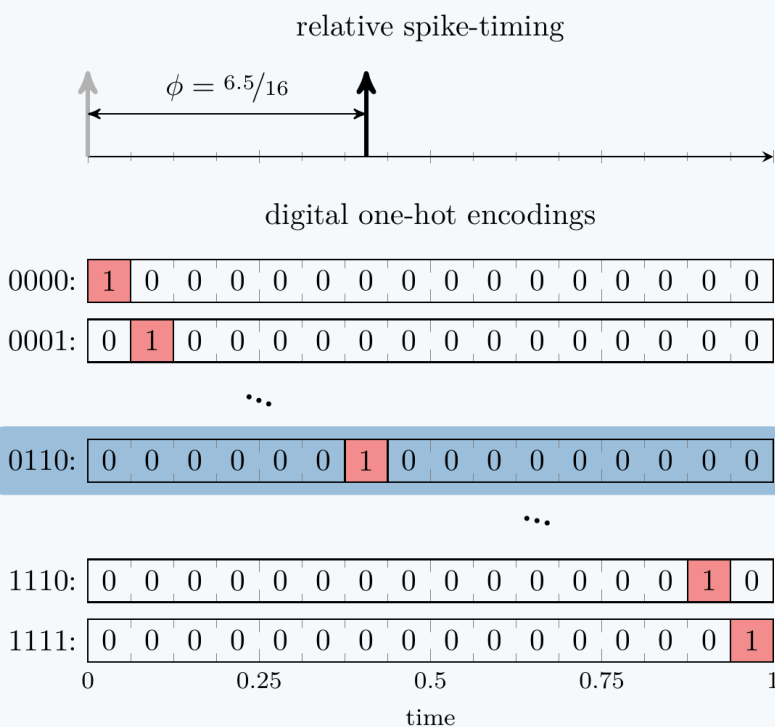 relative spike-timing
ϕ = 6.5/16
digital one-hot encodings
0000: 1 0 0 0 0 0 0 0 0 0 0 0 0 0 0 0
0001: 0 1 0 0 0 0 0 0 0 0 0 0 0 0 0 0
...
0110: 0 0 0 0 0 0 1 0 0 0 0 0 0 0 0 0
...
1110: 0 0 0 0 0 0 0 0 0 0 0 0 0 0 1 0
1111: 0 0 0 0 0 0 0 0 0 0 0 0 0 0 0 1
0 0.25 0.5 0.75 1
time